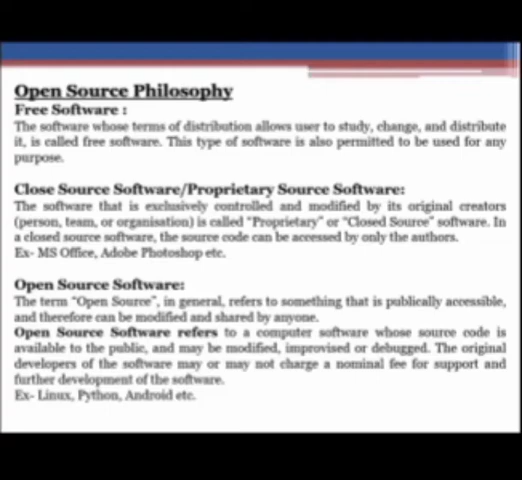 Open Source Philosophy
Free Software :
The software whose terms of distribution allows user to study, change, and distribute
it, is called free software. This type of software is also permitted to be used for any
purpose.
Close Source Software/Proprietary Source Software:
The software that is exclusively controlled and modified by its original creators
(person, team, or organisation) is called "Proprietary" or "Closed Source" software. In
a closed source software, the source code can be accessed by only the authors.
Ex- MS Office, Adobe Photoshop etc.
Open Source Software:
The term "Open Source", in general, refers to something that is publically accessible,
and therefore can be modified and shared by anyone.
Open Source Software refers to a computer software whose source code is
available to the public, and may be modified, improvised or debugged. The original
developers of the software may or may not charge a nominal fee for support and
further development of the software.
Ex- Linux, Python, Android etc.